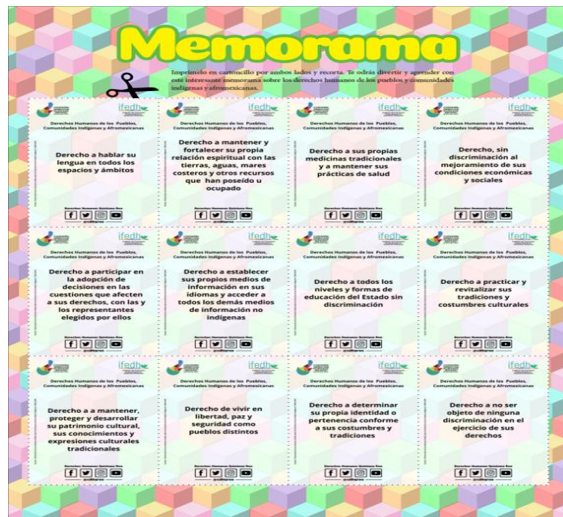 Memorama
Imprímelo en cartoncillo por ambos lados y recorta. Te odrás divertir y aprender con
este interesante memorama sobre los derechos humanos de los pueblos y comunidades
indígenas y afromexicanas.
ifedh
Derechos Humanos de los Pueblos,
Comunidades Indígenas y Afromexicanas
Derecho a hablar su
lengua en todos los
espacios y ámbitos
ifedh
Derechos Humanos de los Pueblos,
Comunidades Indígenas y Afromexicanas
Derecho a mantener y
fortalecer su propia
relación espiritual con las
tierras, aguas, mares
costeros y otros recursos
que han poseído u
ocupado
ifedh
Derechos Humanos de los Pueblos,
Comunidades Indígenas y Afromexicanas
Derecho a sus propias
medicinas tradicionales
y a mantener sus
prácticas de salud
ifedh
Derechos Humanos de los Pueblos,
Comunidades Indígenas y Afromexicanas
Derecho, sin
discriminación al
mejoramiento de sus
condiciones económicas
y sociales
ifedh
Derechos Humanos de los Pueblos,
Comunidades Indígenas y Afromexicanas
Derecho a participar en
la adopción de
decisiones en las
cuestiones que afecten
a sus derechos, con las y
los representantes
elegidos por ellos
ifedh
Derechos Humanos de los Pueblos,
Comunidades Indígenas y Afromexicanas
Derecho a establecer
sus propios medios de
información en sus
idiomas y acceder a
todos los demás medios
de información no
indígenas
ifedh
Derechos Humanos de los Pueblos,
Comunidades Indígenas y Afromexicanas
Derecho a todos los
niveles y formas de
educación del Estado sin
discriminación
ifedh
Derechos Humanos de los Pueblos,
Comunidades Indígenas y Afromexicanas
Derecho a practicar y
revitalizar sus
tradiciones y
costumbres culturales
ifedh
Derechos Humanos de los Pueblos,
Comunidades Indígenas y Afromexicanas
Derecho a a mantener,
proteger y desarrollar
su patrimonio cultural,
sus conocimientos y
expresiones culturales
tradicionales
ifedh
Derechos Humanos de los Pueblos,
Comunidades Indígenas y Afromexicanas
Derecho de vivir en
libertad, paz y
seguridad como
pueblos distintos
ifedh
Derechos Humanos de los Pueblos,
Comunidades Indígenas y Afromexicanas
Derecho a determinar
su propia identidad o
pertenencia conforme
a sus costumbres y
tradiciones
ifedh
Derechos Humanos de los Pueblos,
Comunidades Indígenas y Afromexicanas
Derecho a no ser
objeto de ninguna
discriminación en el
ejercicio de sus
derechos